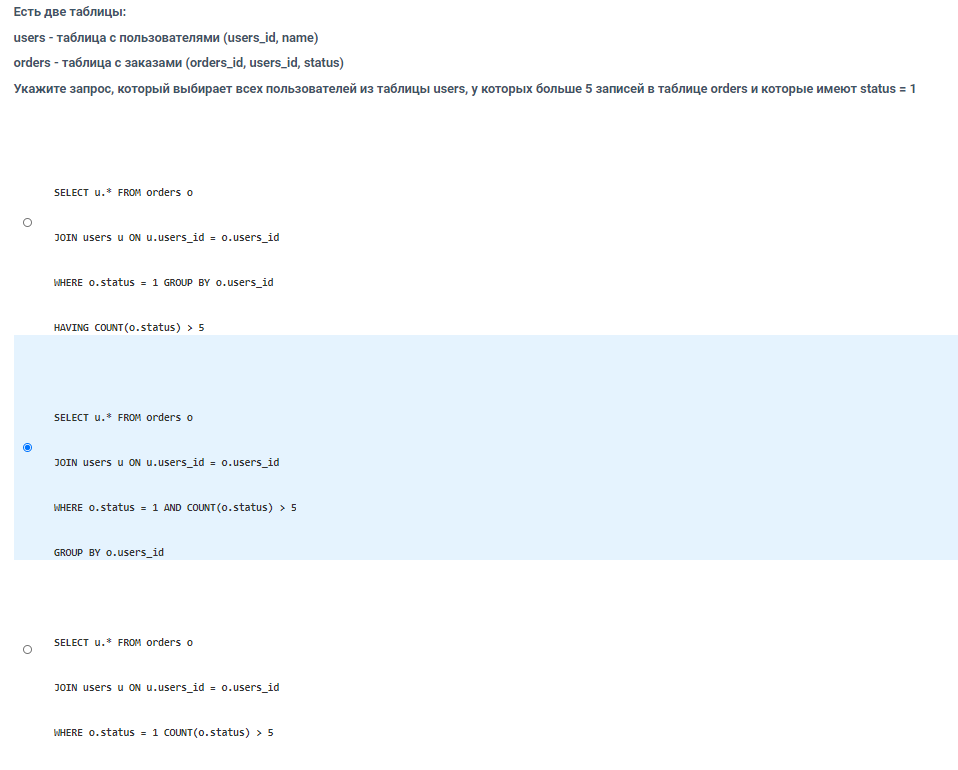 Есть две таблицы:
users - таблица с пользователями (users_id, name)
orders - таблица с заказами (orders_id, users_id, status)
Укажите запрос, который выбирает всех пользователей из таблицы users, у которых больше 5 записей в таблице orders и которые имеют status = 1
SELECT u.* FROM orders o
JOIN users u ON u.users_id = o.users_id
WHERE o.status = 1 GROUP BY o.users_id
HAVING COUNT(o.status) > 5
SELECT u.* FROM orders o
JOIN users u ON u.users_id = o.users_id
WHERE o.status = 1 AND COUNT(o.status) > 5
GROUP BY o.users_id
SELECT u.* FROM orders o
JOIN users u ON u.users_id = o.users_id
WHERE o.status = 1 COUNT(o.status) > 5